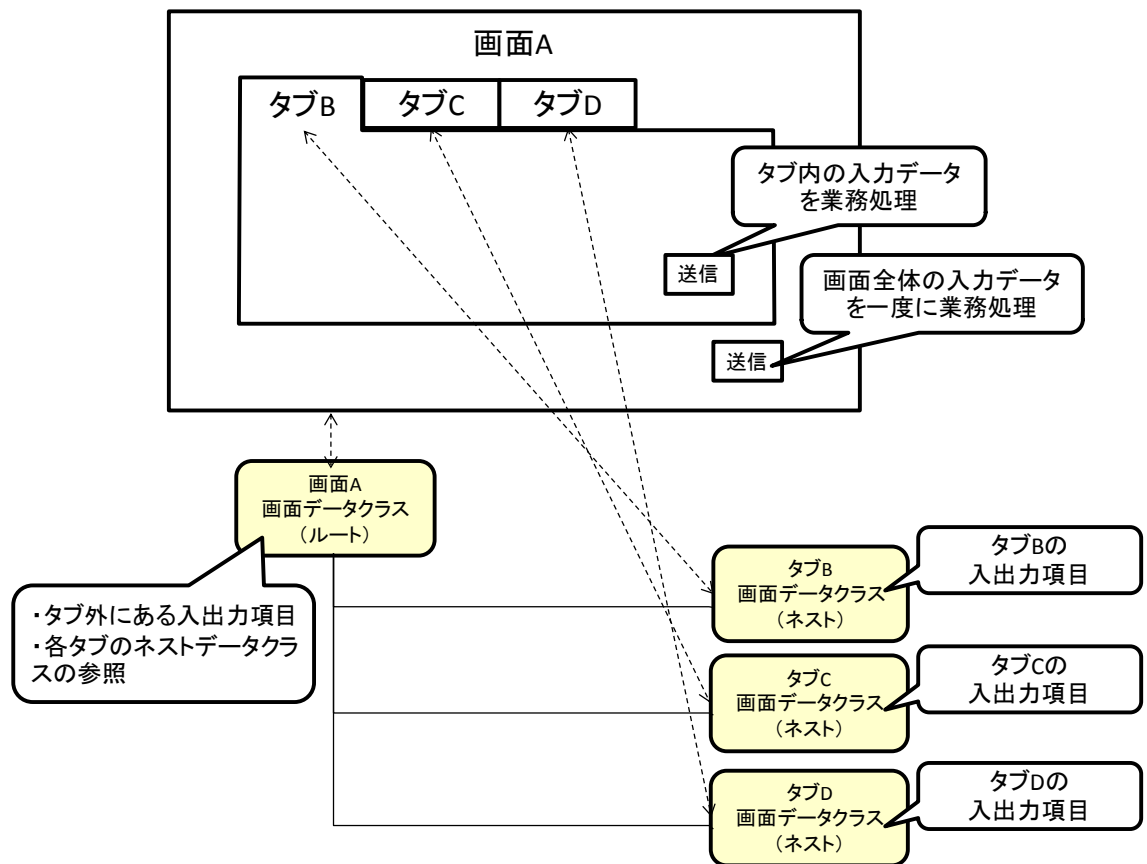 画面A
タブB
タブC
タブD
タブ内の入力データ
を業務処理
送信
画面全体の入力データ
を一度に業務処理
送信
画面A
画面データクラス
（ルート）
・タブ外にある入出力項目
・各タブのネストデータクラ
スの参照
タブB
画面データクラス
（ネスト）
タブBの
入出力項目
タブC
画面データクラス
（ネスト）
タブCの
入出力項目
タブD
画面データクラス
（ネスト）
タブDの
入出力項目